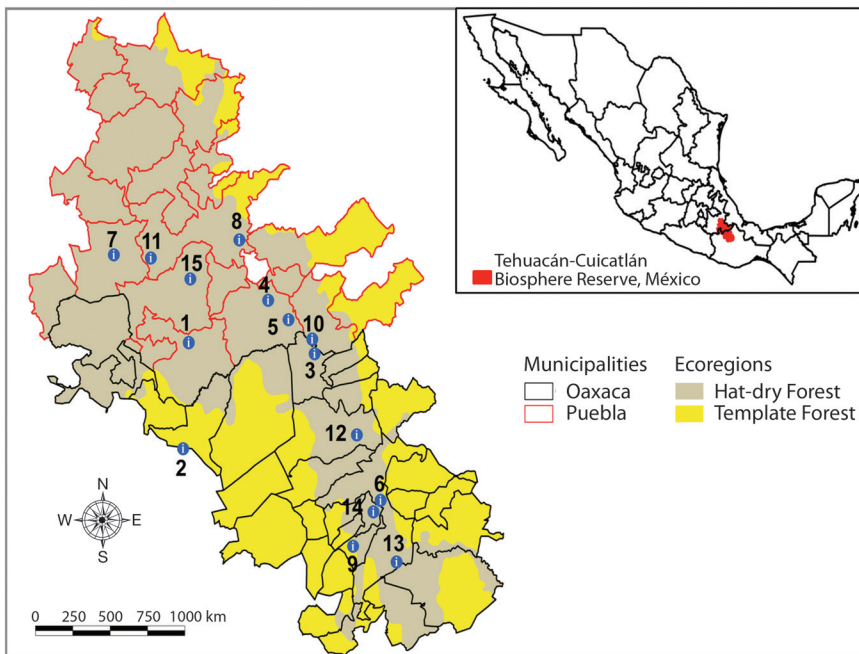 8
7
11
15
4
5
10
1
3
12
2
6
14
13
9
N
W
E
S
0 250 500 750 1000 km
Tehuacán-Cuicatlán
Biosphere Reserve, México
Municipalities
Oaxaca
Puebla
Ecoregions
Hat-dry Forest
Template Forest